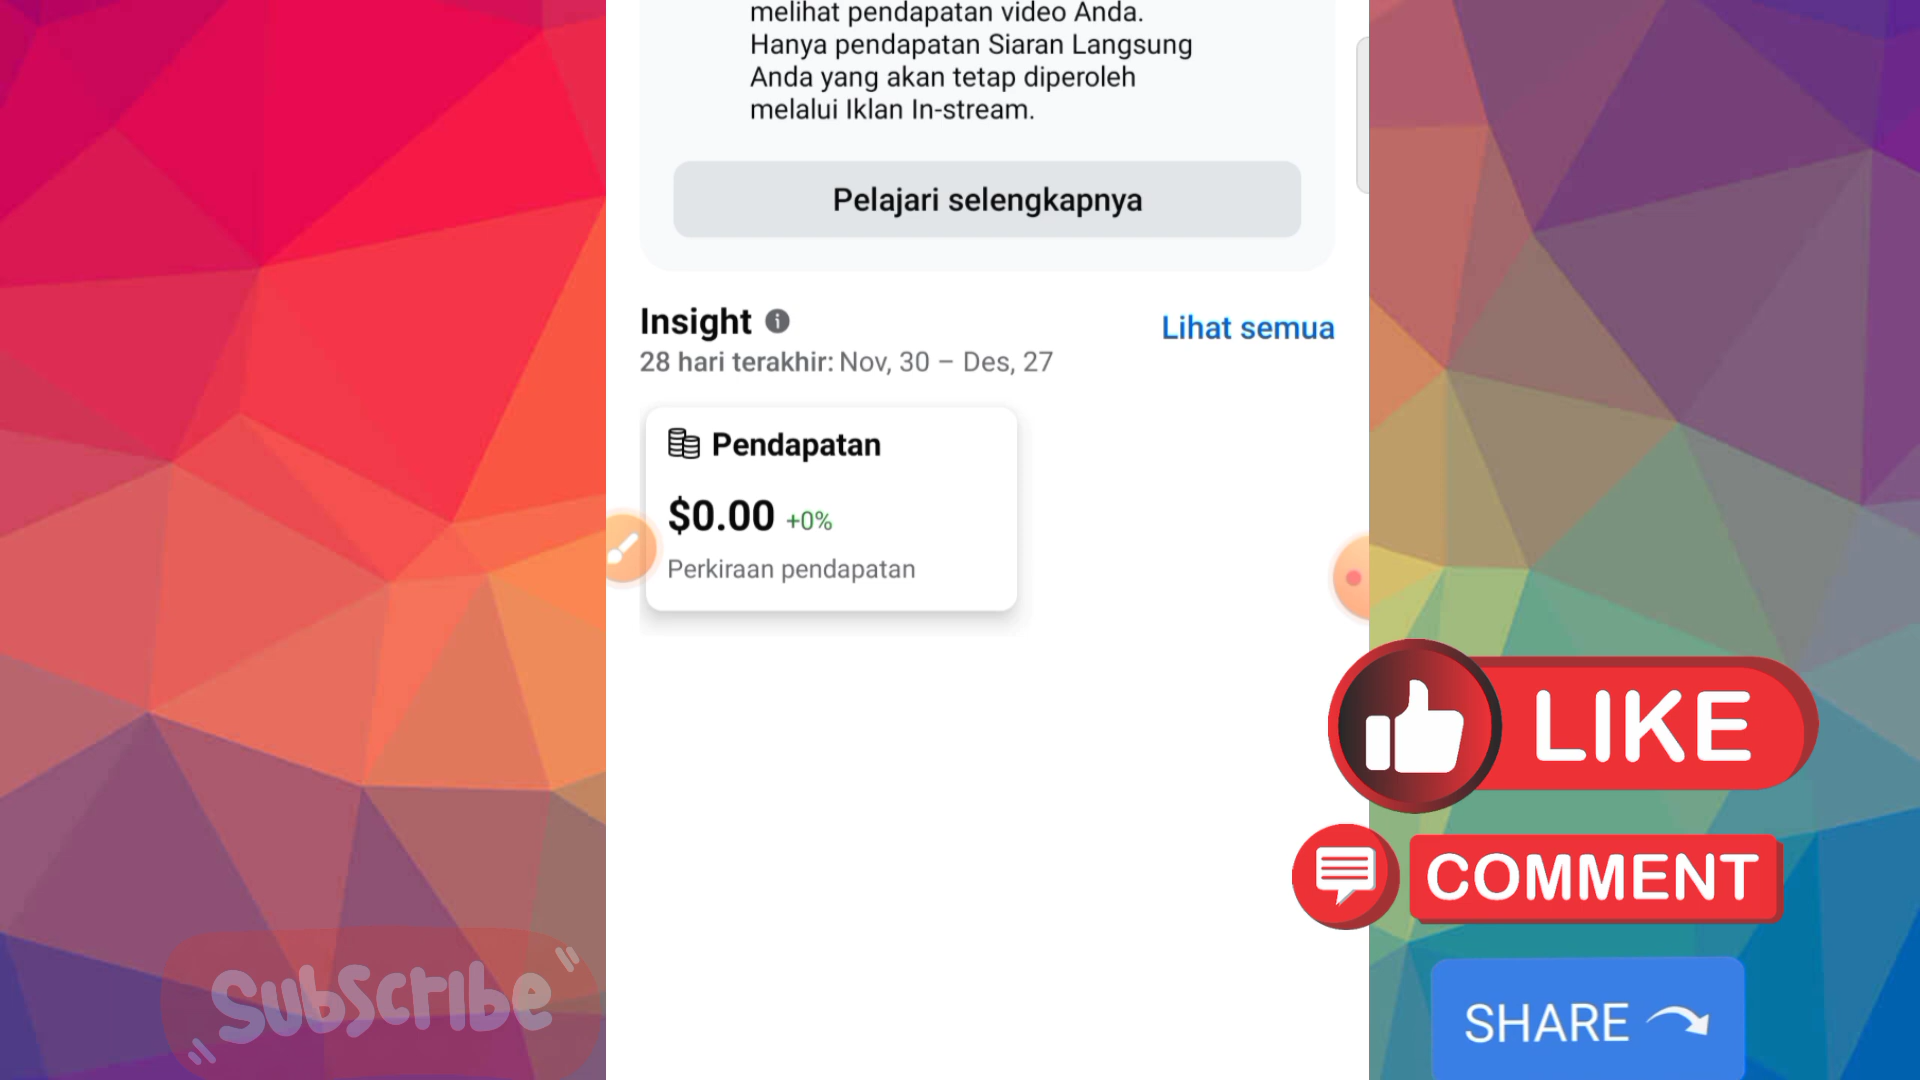 melihat pendapatan video Anda.
Hanya pendapatan Siaran Langsung
Anda yang akan tetap diperoleh
melalui Iklan In-stream.
Pelajari selengkapnya
Insight
Lihat semua
28 hari terakhir: Nov, 30 – Des, 27
Pendapatan
$0.00 +0%
Perkiraan pendapatan
LIKE
COMMENT
Subscribe
SHARE